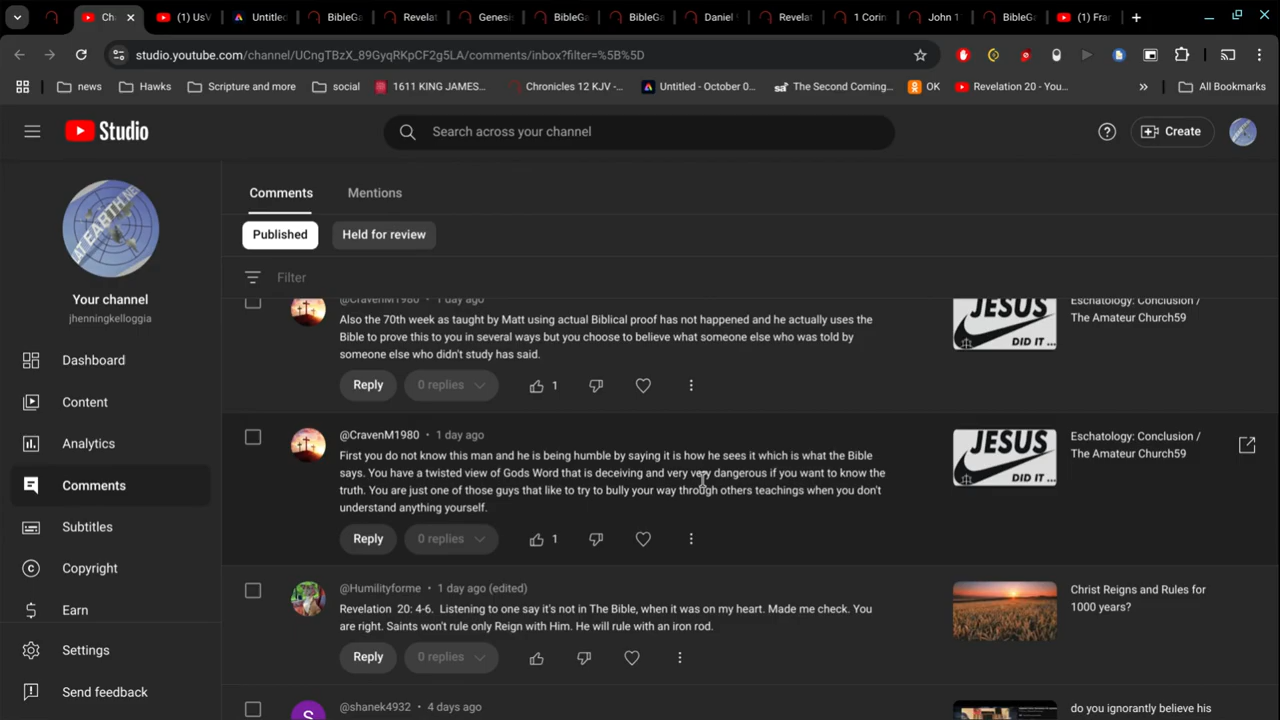 Ch
(1) UsV
Untitled
BibleGa
Revelat
Genesi
BibleGa
BibleGa
Daniel
Revelat
1 Corin
John 1
BibleGo
(1) Frar
studio.youtube.com/channel/UCngTBzX_89GyqRKpCF2g5LA/comments/inbox?filter=%5B%5D
news
Hawks
Scripture and more
social
1611 KING JAMES...
Chronicles 12 KJV -...
Untitled - October 0...
The Second Coming...
OK
Revelation 20 - You...
All Bookmarks
Studio
Search across your channel
Create
LAT EARTH.NE
Your channel
jhenningkelloggia
Dashboard
Content
Analytics
Comments
Subtitles
Copyright
Earn
Settings
Send feedback
Comments
Mentions
Published
Held for review
Filter
@CravenM1980 • 1 day ago
Also the 70th week as taught by Matt using actual Biblical proof has not happened and he actually uses the
Bible to prove this to you in several ways but you choose to believe what someone else who was told by
someone else who didn't study has said.
Reply
0 replies
1
JESUS
DID IT ...
Eschatology: Conclusion /
The Amateur Church59
@CravenM1980 • 1 day ago
First you do not know this man and he is being humble by saying it is how he sees it which is what the Bible
says. You have a twisted view of Gods Word that is deceiving and very very dangerous if you want to know the
truth. You are just one of those guys that like to try to bully your way through others teachings when you don't
understand anything yourself.
Reply
0 replies
1
JESUS
DID IT ...
Eschatology: Conclusion /
The Amateur Church59
@Humilityforme • 1 day ago (edited)
Revelation 20: 4-6. Listening to one say it's not in The Bible, when it was on my heart. Made me check. You
are right. Saints won't rule only Reign with Him. He will rule with an iron rod.
Reply
0 replies
Christ Reigns and Rules for
1000 years?
S
@shanek4932 • 4 days ago
do you ignorantly believe his